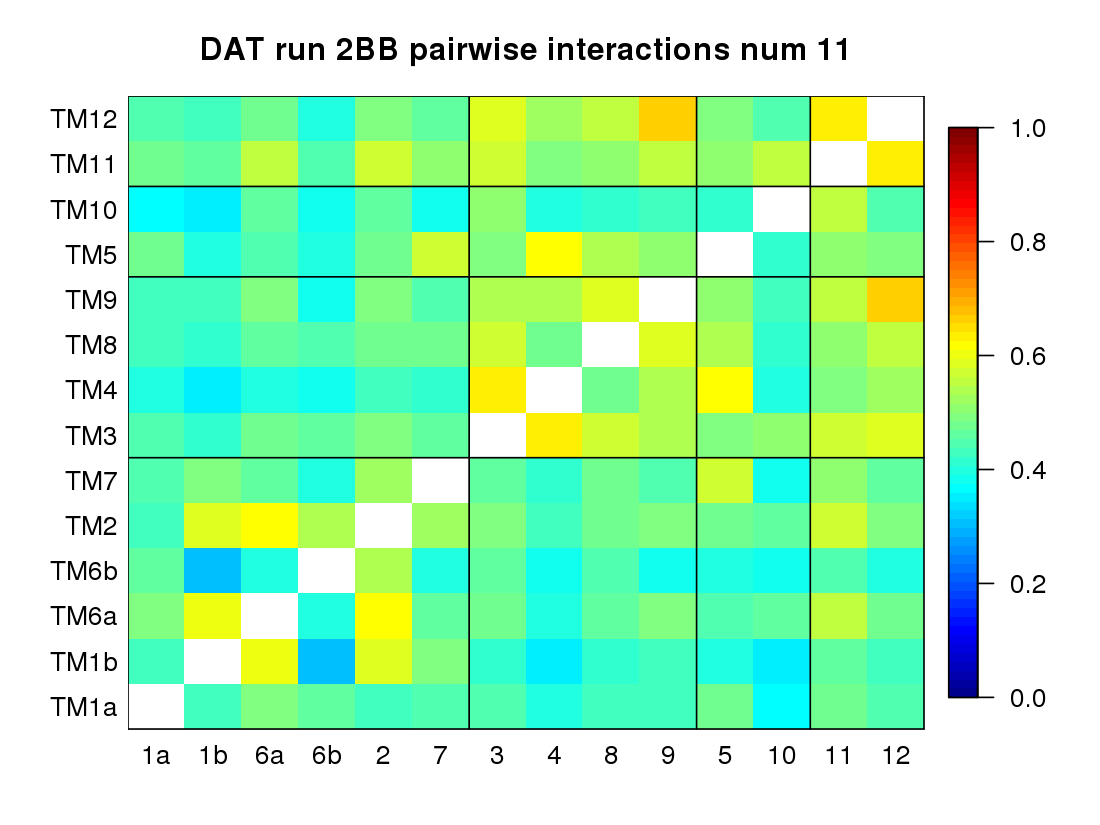 DAT run 2BB pairwise interactions num 11
TM12
TM11
TM10
TM5
TM9
TM8
TM4
TM3
TM7
TM2
TM6b
TM6a
TM1b
TM1a
1a 1b 6a 6b 2 7 3 4 8 9 5 10 11 12
1.0
0.8
0.6
0.4
0.2
0.0